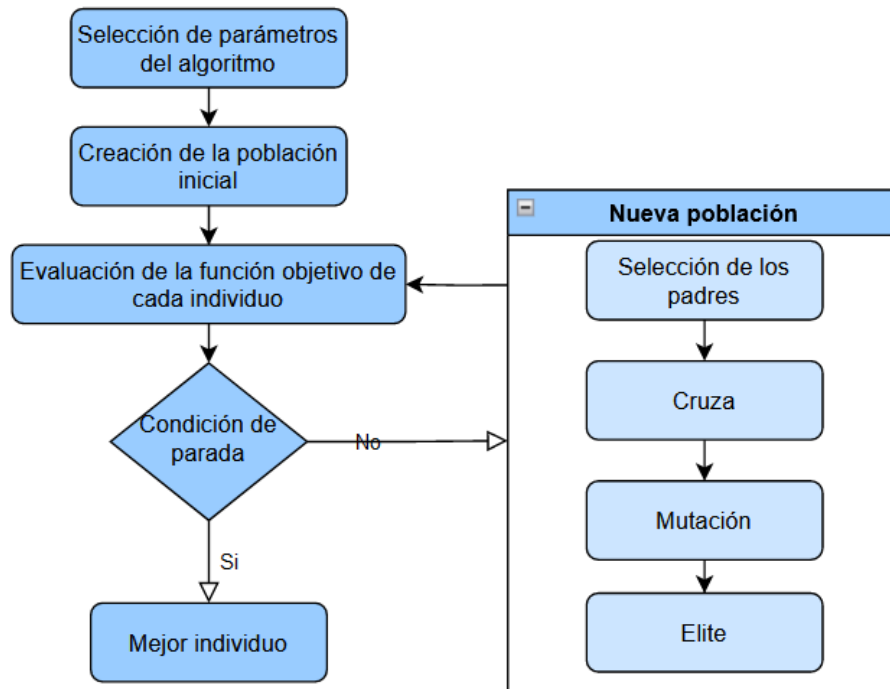 Selección de parámetros
del algoritmo
Creación de la población
inicial
Evaluación de la función objetivo de
cada individuo
Condición de
parada
No
Si
Mejor individuo
Nueva población
Selección de los
padres
Cruza
Mutación
Elite